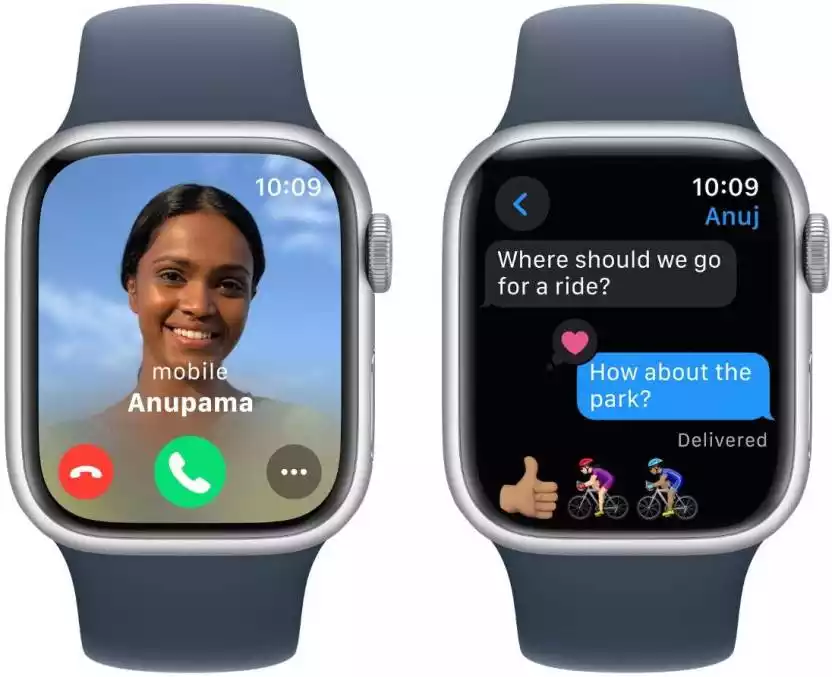 10:09
mobile
Anupama
10:09
Anuj
Where should we go
for a ride?
How about the
park?
Delivered